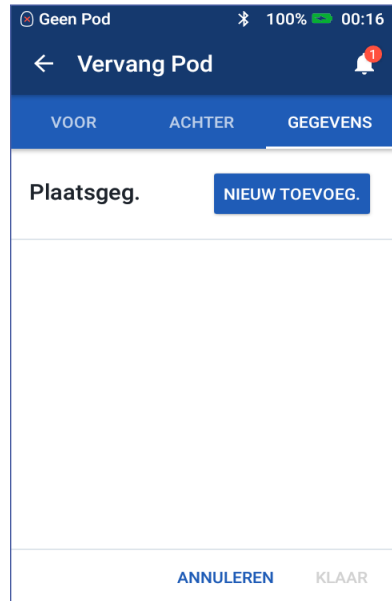 Geen Pod 100% 00:16
Vervang Pod 1
VOOR ACHTER GEGEVENS
Plaatsgeg. NIEUW TOEVOEG.
ANNULEREN KLAAR